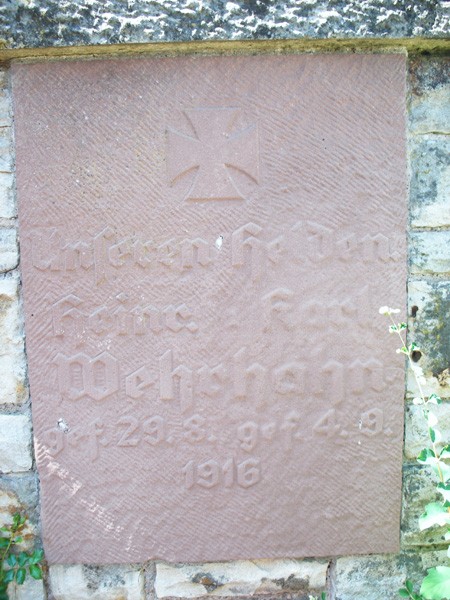 Unseren Helden.
Heinr. u. Karl
Wehrhahn.
gef. 29. 8. gef. 4. 9.
1916